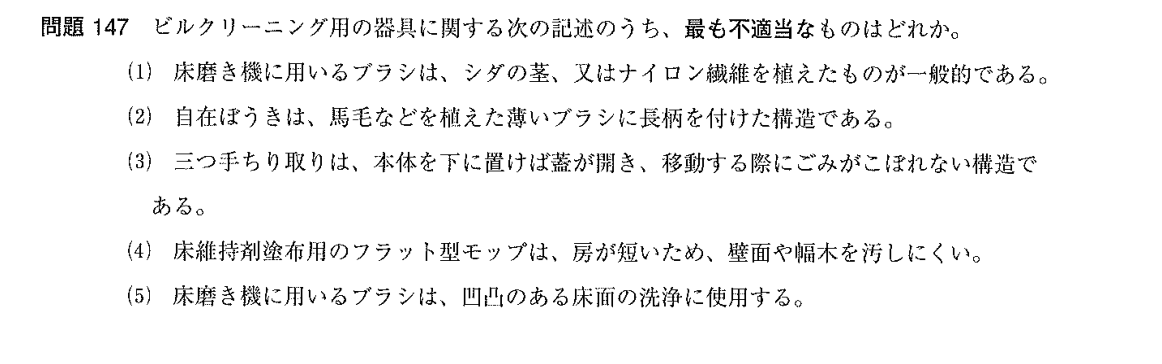 問題 147　ビルクリーニング用の器具に関する次の記述のうち、最も不適当なものはどれか。
(1)　床磨き機に用いるブラシは、シダの茎、又はナイロン繊維を植えたものが一般的である。
(2)　自在ぼうきは、馬毛などを植えた薄いブラシに長柄を付けた構造である。
(3)　三つ手ちり取りは、本体を下に置けば蓋が開き、移動する際にごみがこぼれない構造で
ある。
(4)　床維持剤塗布用のフラット型モップは、房が短いため、壁面や幅木を汚しにくい。
(5)　床磨き機に用いるブラシは、凹凸のある床面の洗浄に使用する。